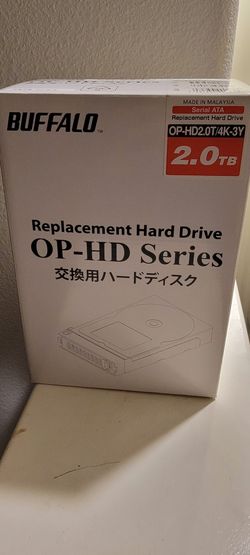 MADE IN MALAYSIA
Serial ATA
Replacement Hard Drive
OP-HD2.0T/4K-3Y
2.0TB
BUFFALO™
Replacement Hard Drive
OP-HD Series
交換用ハードディスク